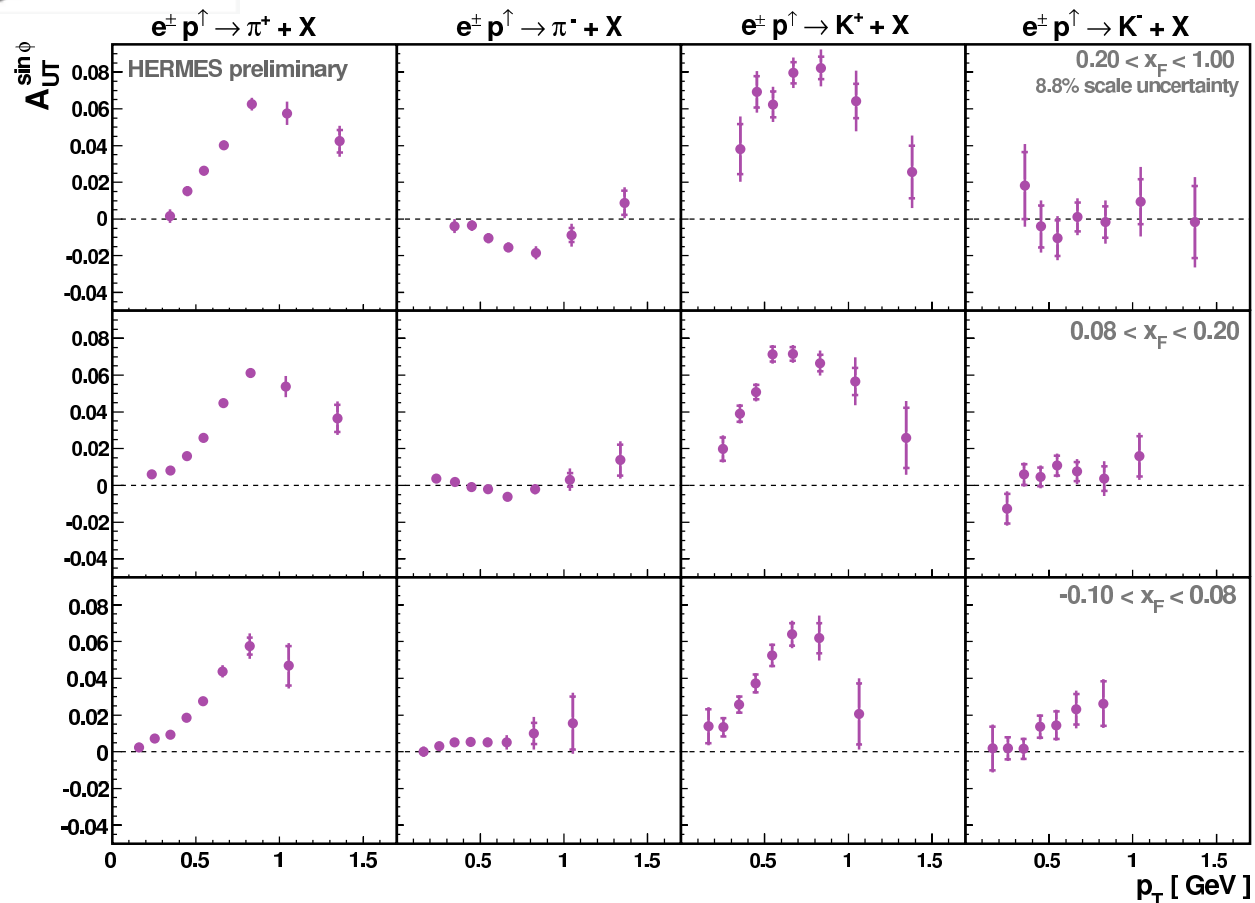 e± p↑ → π+ + X e± p↑ → π- + X e± p↑ → K+ + X e± p↑ → K- + X
A_UT^sin ϕ
HERMES preliminary
0.20 < x_F < 1.00
8.8% scale uncertainty
0.08
0.06
0.04
0.02
0
-0.02
-0.04
0.08 < x_F < 0.20
0.08
0.06
0.04
0.02
0
-0.02
-0.04
-0.10 < x_F < 0.08
0.08
0.06
0.04
0.02
0
-0.02
-0.04
0 0.5 1 1.5 0.5 1 1.5 0.5 1 1.5 0.5 1 1.5
p_T [ GeV ]